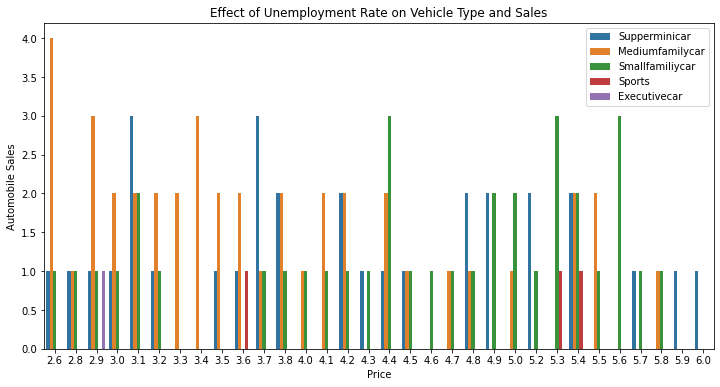 Effect of Unemployment Rate on Vehicle Type and Sales
Supperminicar
Mediumfamilycar
Smallfamiliycar
Sports
Executivecar
Automobile Sales
4.0
3.5
3.0
2.5
2.0
1.5
1.0
0.5
0.0
2.6 2.8 2.9 3.0 3.1 3.2 3.3 3.4 3.5 3.6 3.7 3.8 4.0 4.1 4.2 4.3 4.4 4.5 4.6 4.7 4.8 4.9 5.0 5.2 5.3 5.4 5.5 5.6 5.7 5.8 5.9 6.0
Price